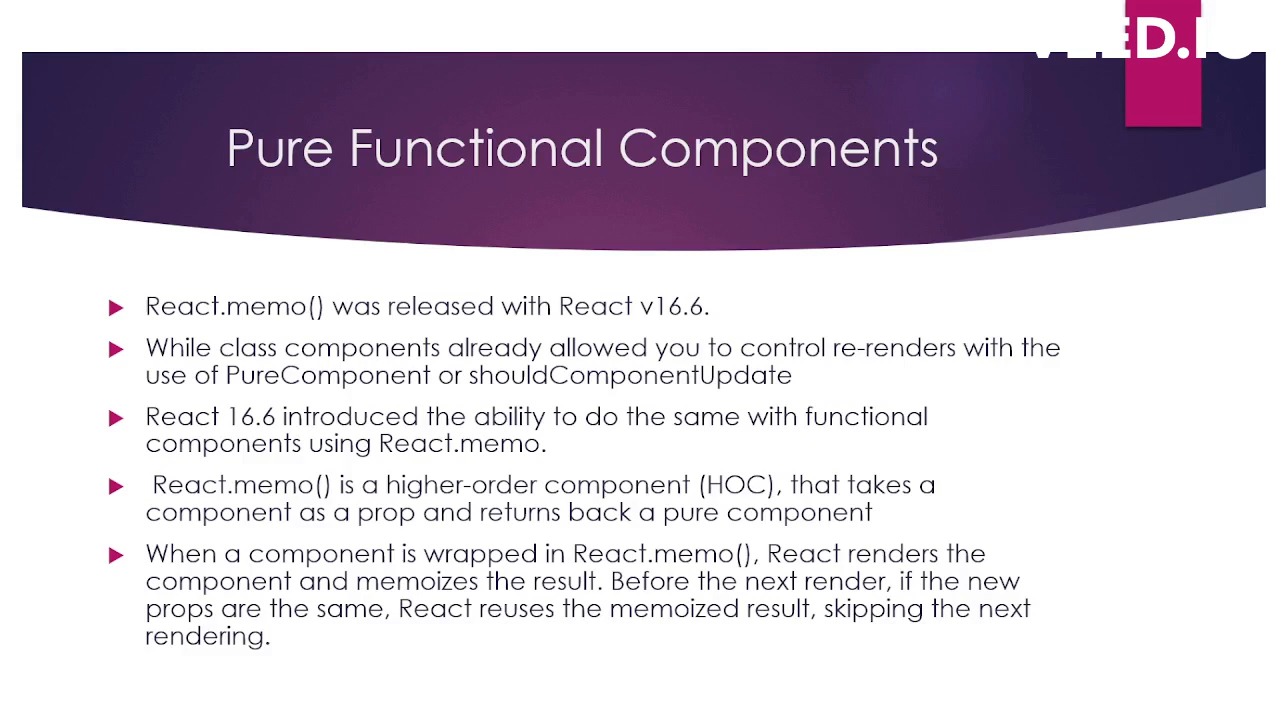 Pure Functional Components
React.memo() was released with React v16.6.
While class components already allowed you to control re-renders with the
use of PureComponent or shouldComponentUpdate
React 16.6 introduced the ability to do the same with functional
components using React.memo.
React.memo() is a higher-order component (HOC), that takes a
component as a prop and returns back a pure component
When a component is wrapped in React.memo(), React renders the
component and memoizes the result. Before the next render, if the new
props are the same, React reuses the memoized result, skipping the next
rendering.